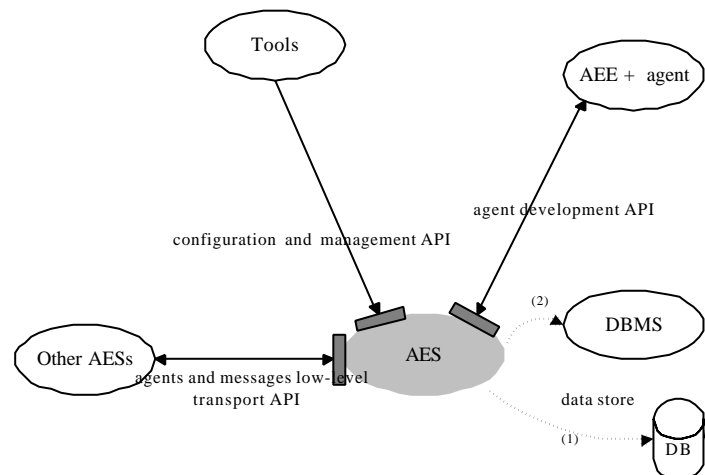 Tools
AEE + agent
agent development API
configuration and management API
(2)
DBMS
Other AESs
AES
agents and messages low-level
transport API
data store
(1)
DB